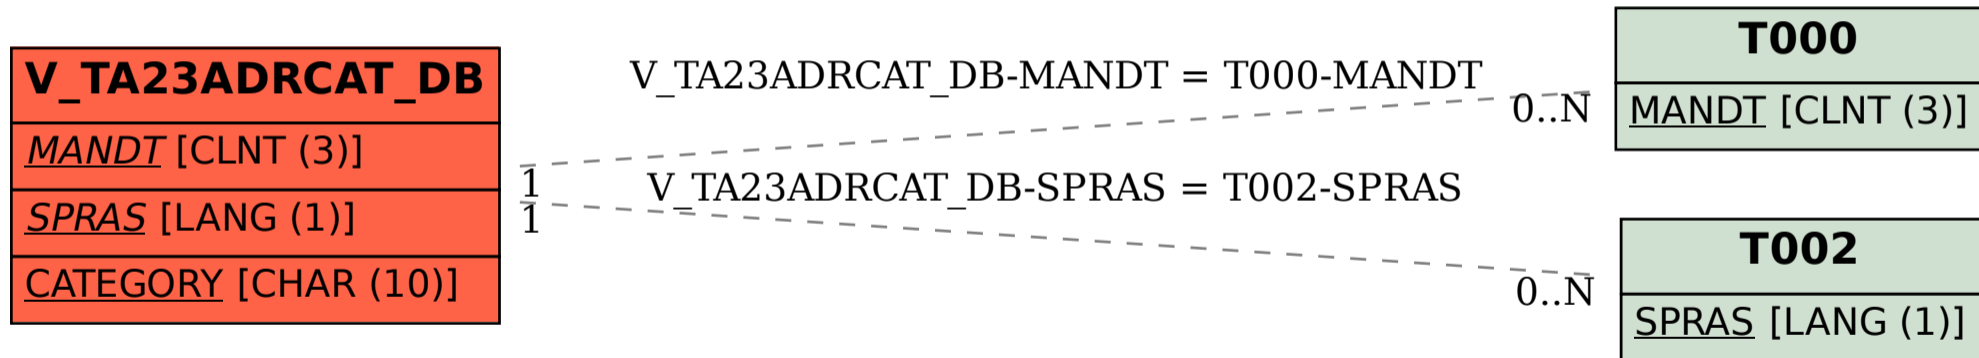 V_TA23ADRCAT_DB
MANDT [CLNT (3)]
SPRAS [LANG (1)]
CATEGORY [CHAR (10)]
V_TA23ADRCAT_DB-MANDT = T000-MANDT
0..N
1
V_TA23ADRCAT_DB-SPRAS = T002-SPRAS
1
0..N
T000
MANDT [CLNT (3)]
T002
SPRAS [LANG (1)]